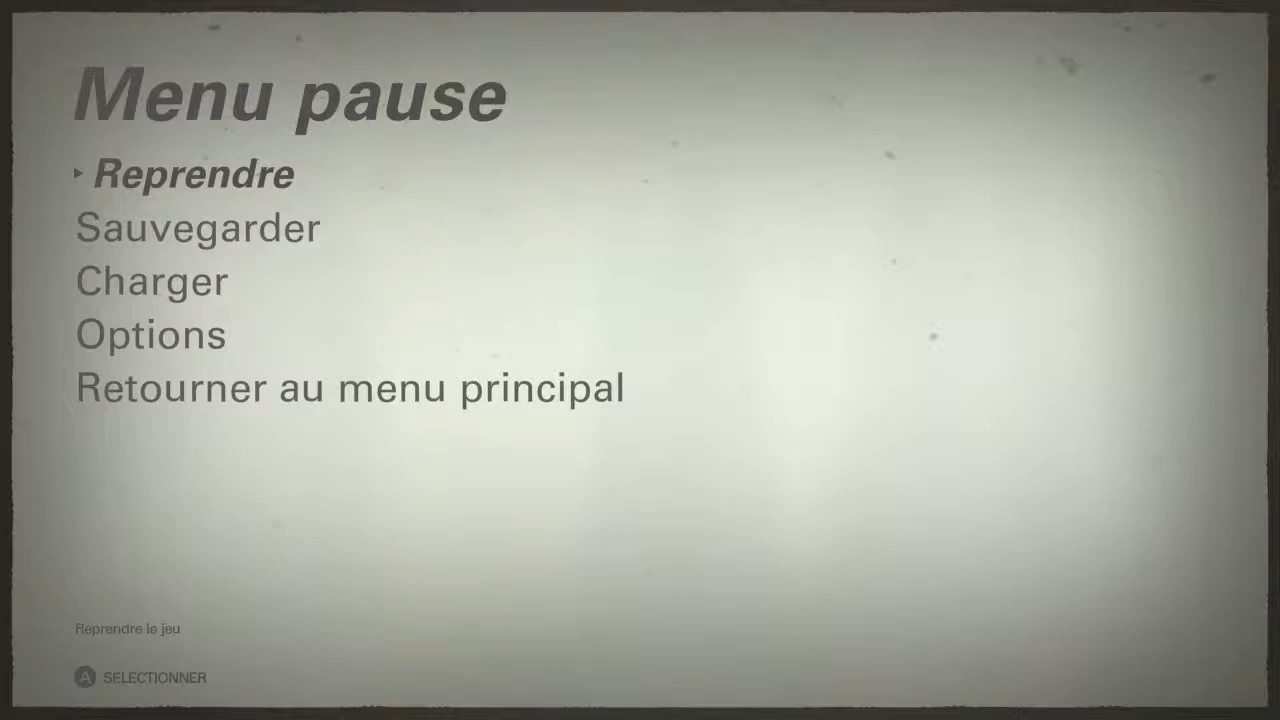 Menu pause
Reprendre
Sauvegarder
Charger
Options
Retourner au menu principal
Reprendre le jeu
A SELECTIONNER